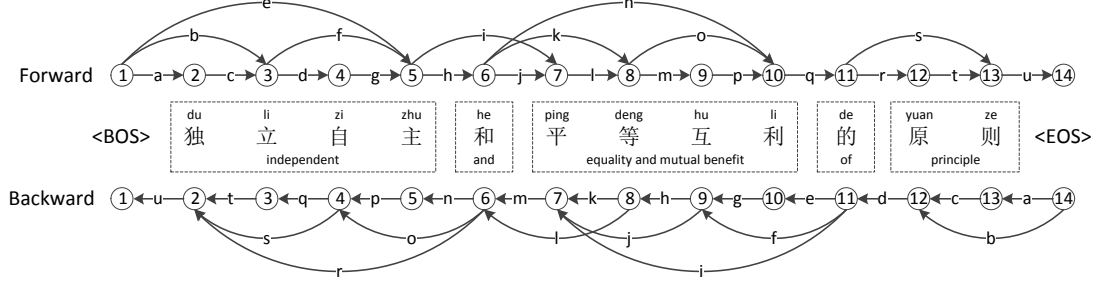 e n
b f i k o s
Forward 1 a 2 c 3 d 4 g 5 h 6 j 7 l 8 m 9 p 10 q 11 r 12 t 13 u 14
du li zi zhu he ping deng hu li de yuan ze
<BOS> 独 立 自 主 和 平 等 互 利 的 原 则 <EOS>
independent and equality and mutual benefit of principle
Backward 1 u 2 t 3 q 4 p 5 n 6 m 7 k 8 h 9 g 10 e 11 d 12 c 13 a 14
s o l j f b
r i